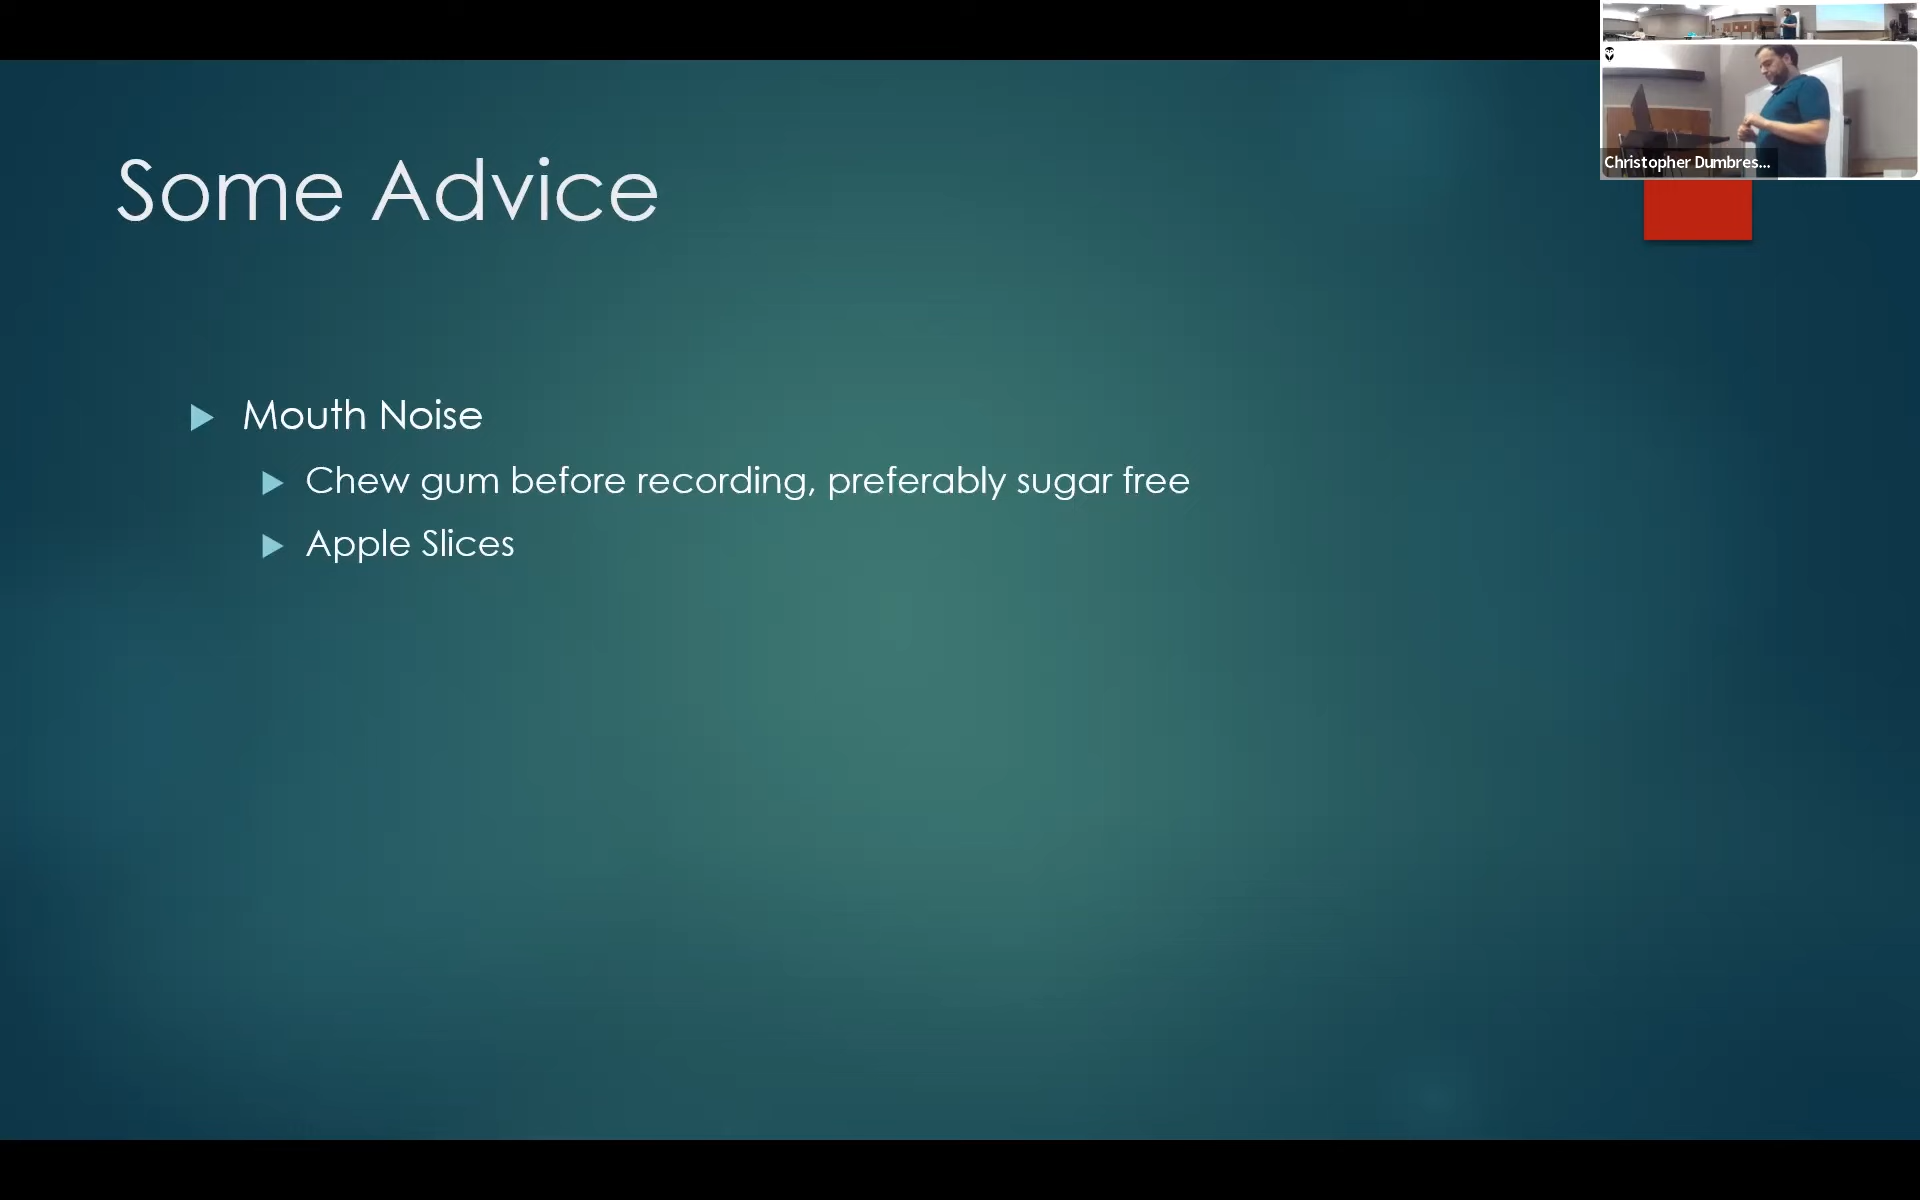 Some Advice
Mouth Noise
Chew gum before recording, preferably sugar free
Apple Slices
Christopher Dumbres...